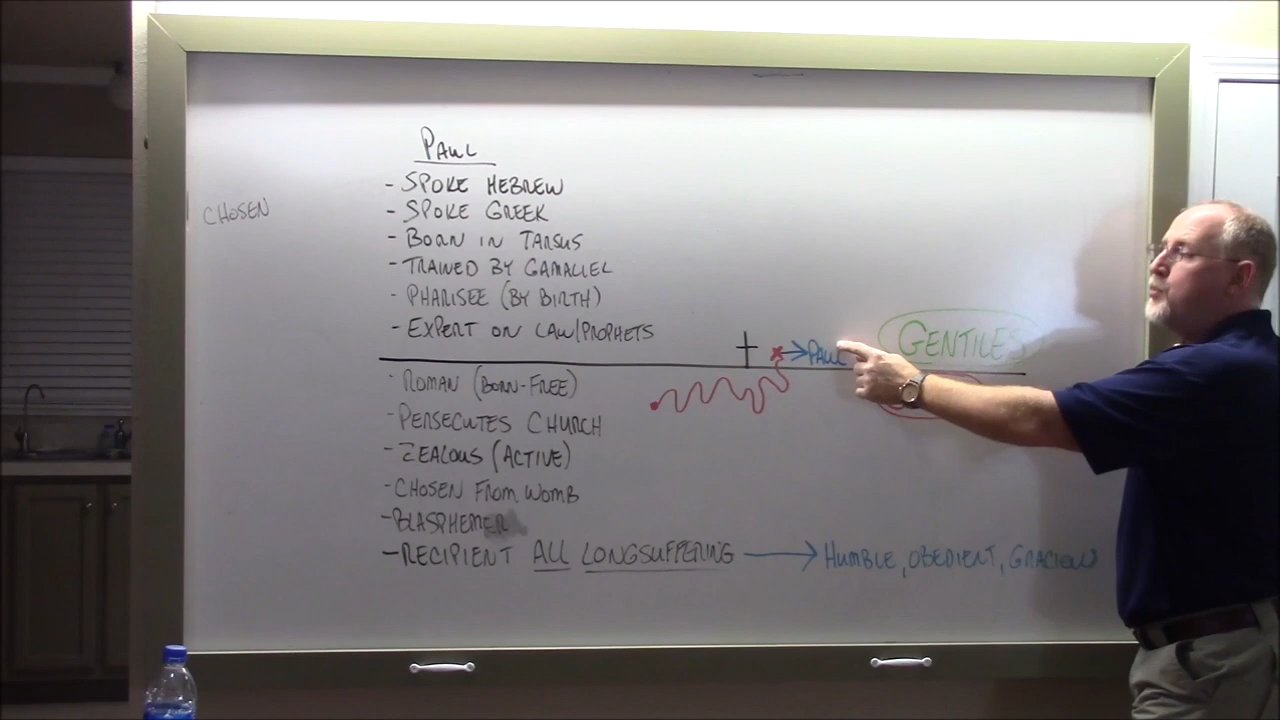 PAUL
- SPOKE HEBREW
CHOSEN
- SPOKE GREEK
- BORN IN TARSUS
- TRAINED BY GAMALIEL
- PHARISEE (BY BIRTH)
- EXPERT ON LAW/PROPHETS
PAUL
GENTILES
- ROMAN (BORN-FREE)
- PERSECUTES CHURCH
- ZEALOUS (ACTIVE)
- CHOSEN FROM WOMB
- BLASPHEMER
- RECIPIENT ALL LONGSUFFERING → HUMBLE, OBEDIENT, GRACIOUS